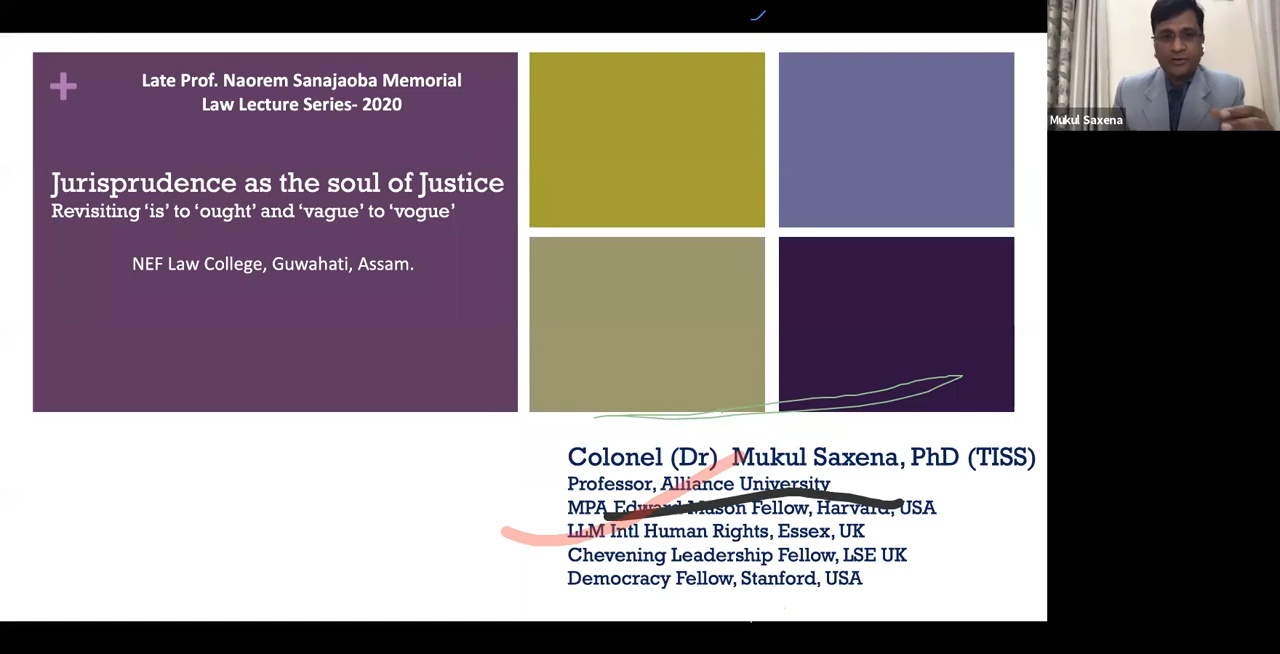 Late Prof. Naorem Sanajaoba Memorial
Law Lecture Series- 2020
Jurisprudence as the soul of Justice
Revisiting ‘is’ to ‘ought’ and ‘vague’ to ‘vogue’
NEF Law College, Guwahati, Assam.
Colonel (Dr) Mukul Saxena, PhD (TISS)
Professor, Alliance University
MPA Edward Mason Fellow, Harvard, USA
LLM Intl Human Rights, Essex, UK
Chevening Leadership Fellow, LSE UK
Democracy Fellow, Stanford, USA
Mukul Saxena